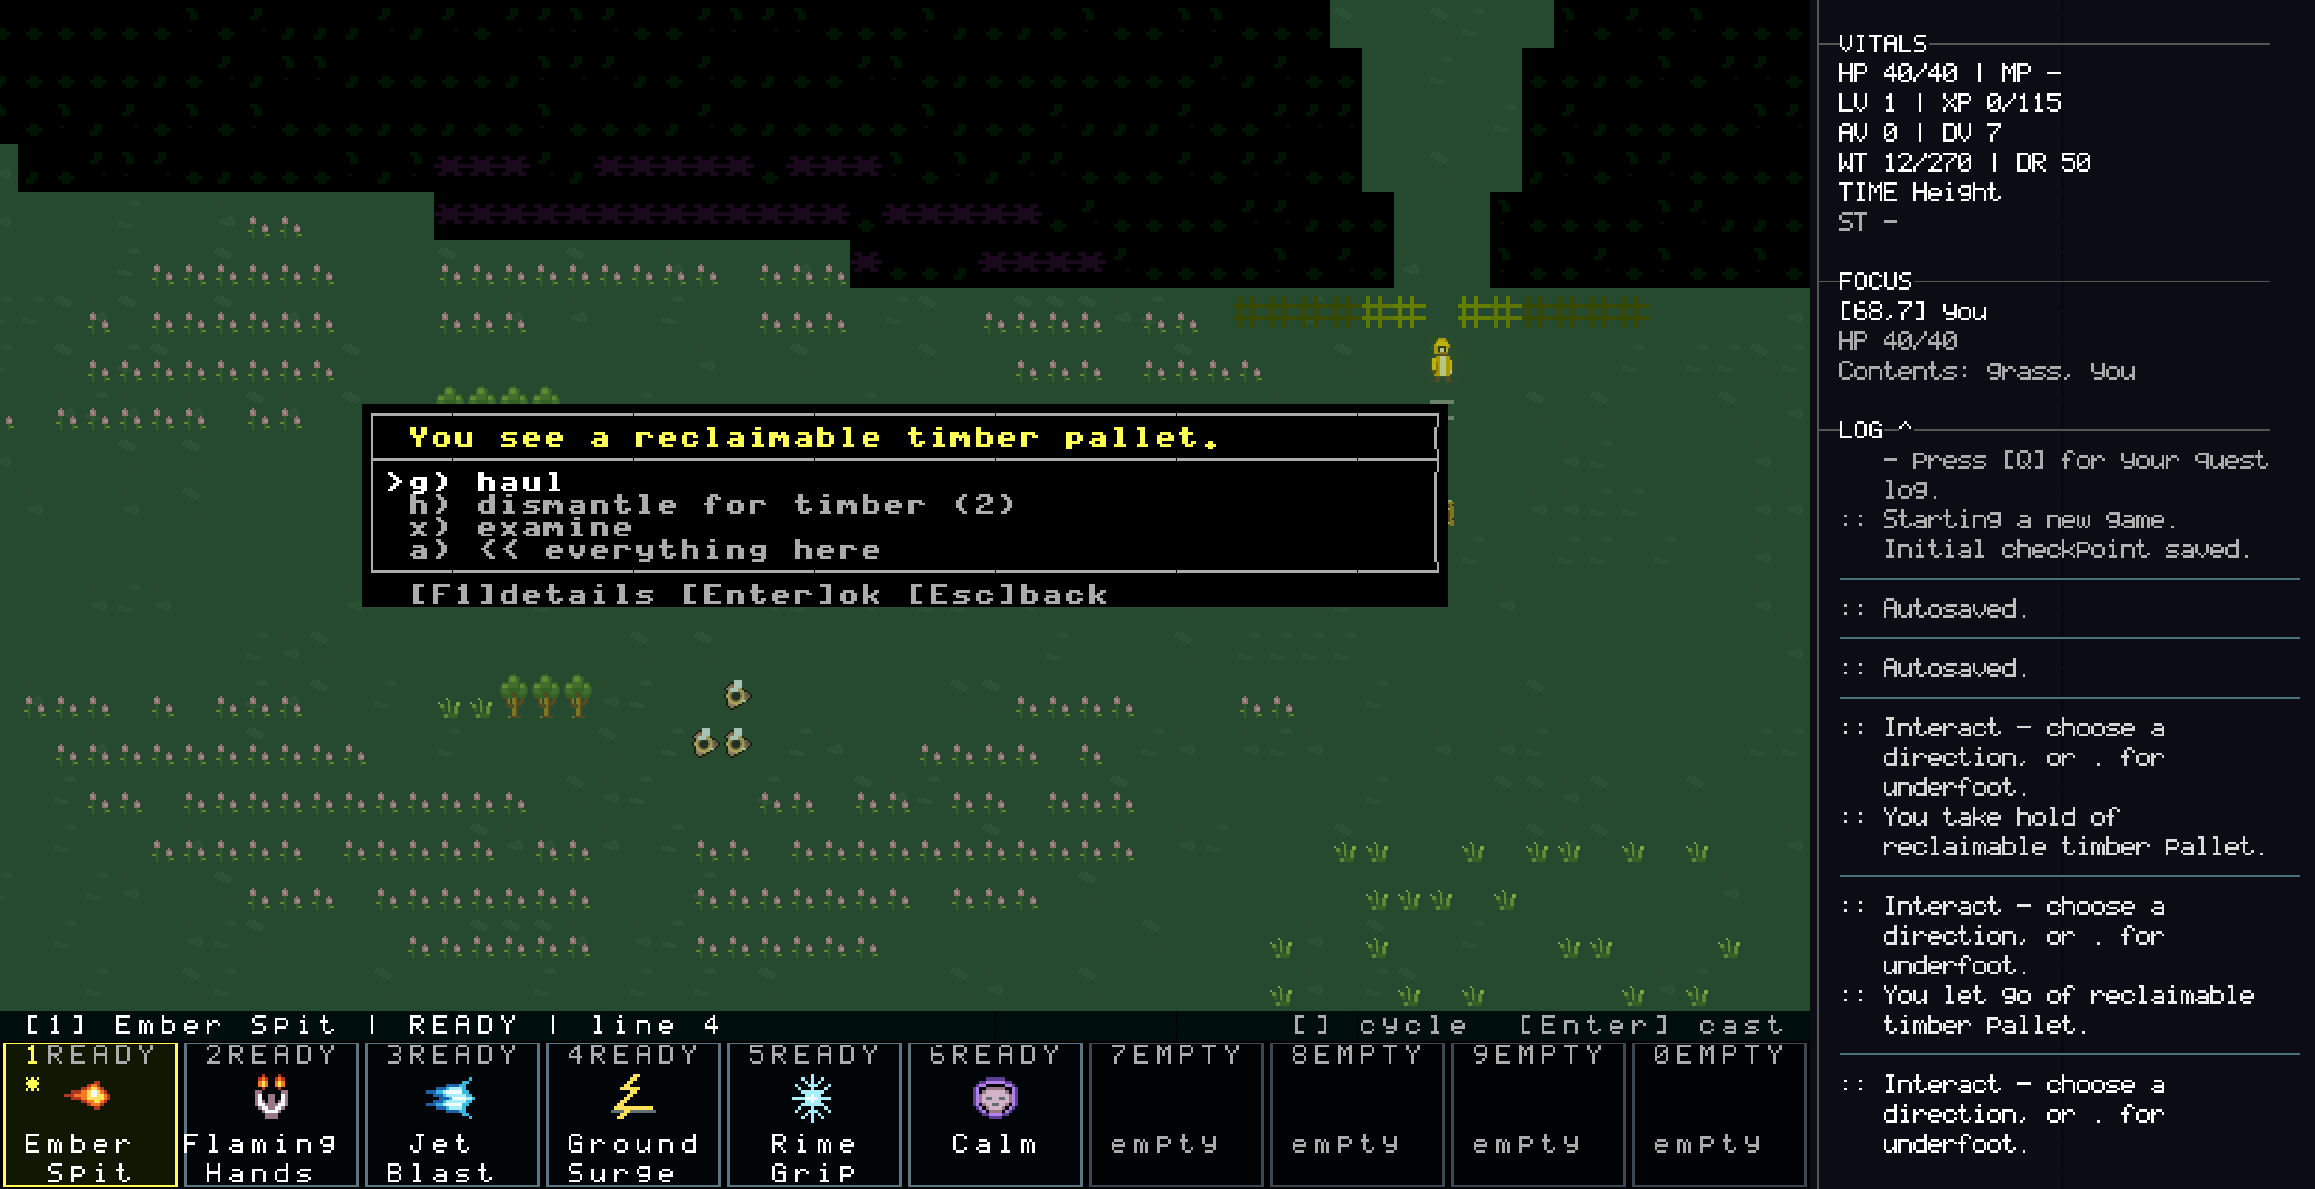 You see a reclaimable timber pallet.
>g) haul
h) dismantle for timber (2)
x) examine
a) << everything here
[F1]details [Enter]ok [Esc]back
[1] Ember Spit | READY | line 4
[] cycle [Enter] cast
1READY
Ember
Spit
2READY
Flaming
Hands
3READY
Jet
Blast
4READY
Ground
Surge
5READY
Rime
Grip
6READY
Calm
7EMPTY
empty
8EMPTY
empty
9EMPTY
empty
0EMPTY
empty
VITALS
HP 40/40 | MP -
LV 1 | XP 0/115
AV 0 | DV 7
WT 12/270 | DR 50
TIME Height
ST -
FOCUS
[68,7] You
HP 40/40
Contents: grass, You
LOG ^
- Press [Q] for your quest
log.
:: Starting a new game.
Initial checkpoint saved.
:: Autosaved.
:: Autosaved.
:: Interact - choose a
direction, or . for
underfoot.
:: You take hold of
reclaimable timber pallet.
:: Interact - choose a
direction, or . for
underfoot.
:: You let go of reclaimable
timber pallet.
:: Interact - choose a
direction, or . for
underfoot.